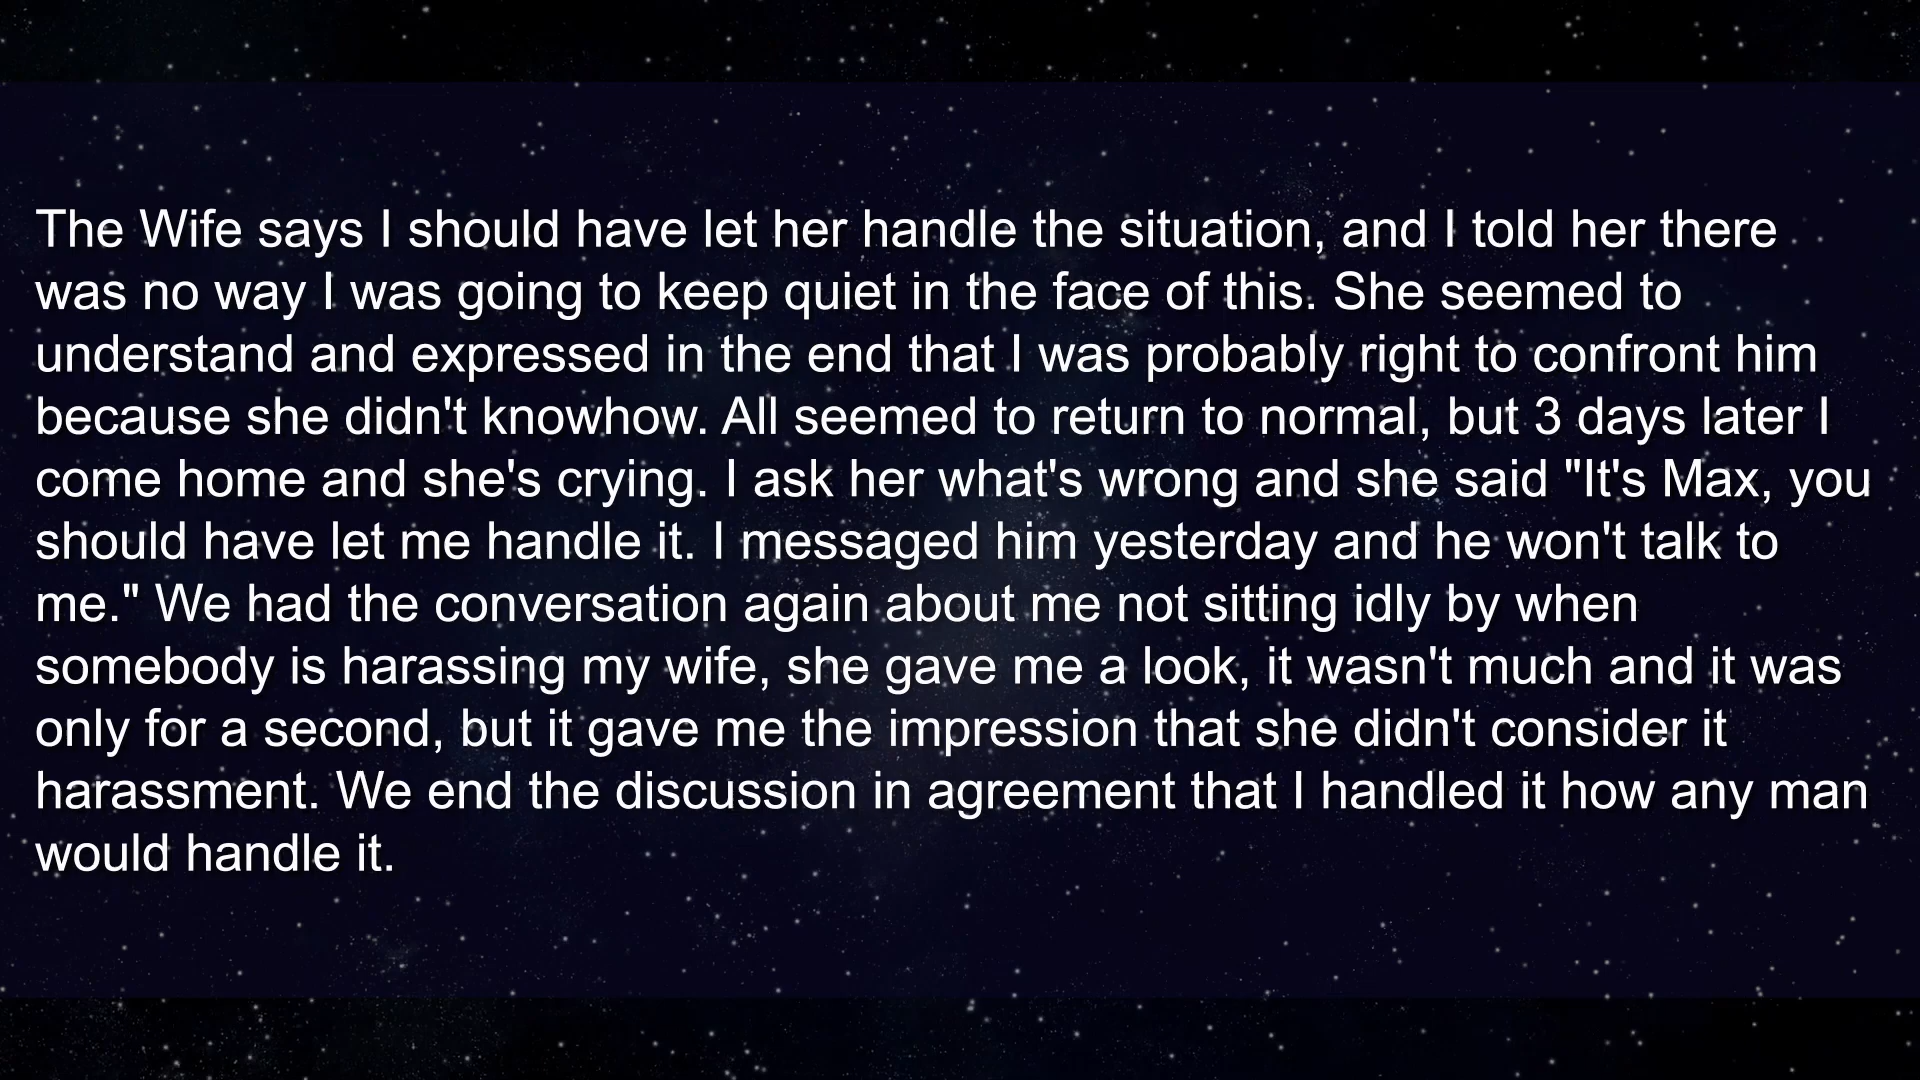 The Wife says I should have let her handle the situation, and I told her there
was no way I was going to keep quiet in the face of this. She seemed to
understand and expressed in the end that I was probably right to confront him
because she didn't knowhow. All seemed to return to normal, but 3 days later I
come home and she's crying. I ask her what's wrong and she said "It's Max, you
should have let me handle it. I messaged him yesterday and he won't talk to
me." We had the conversation again about me not sitting idly by when
somebody is harassing my wife, she gave me a look, it wasn't much and it was
only for a second, but it gave me the impression that she didn't consider it
harassment. We end the discussion in agreement that I handled it how any man
would handle it.